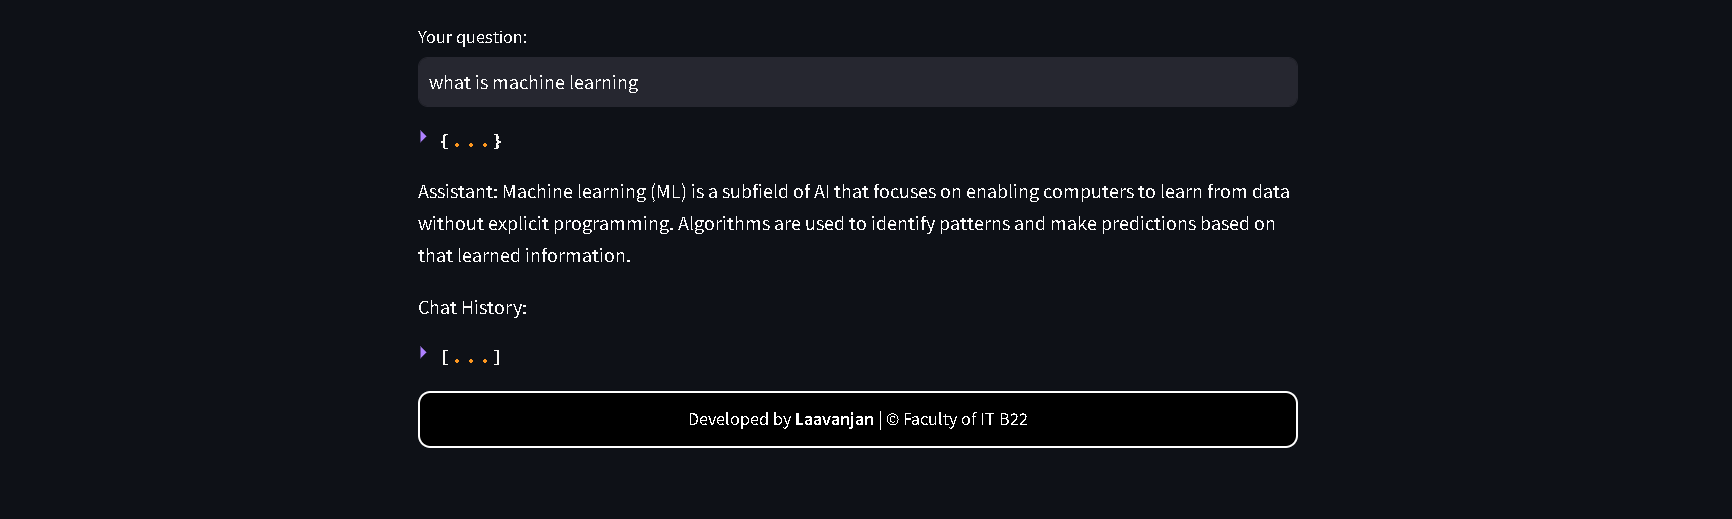 Your question:
what is machine learning
{...}
Assistant: Machine learning (ML) is a subfield of AI that focuses on enabling computers to learn from data
without explicit programming. Algorithms are used to identify patterns and make predictions based on
that learned information.
Chat History:
[...]
Developed by Laavanjan | © Faculty of IT B22